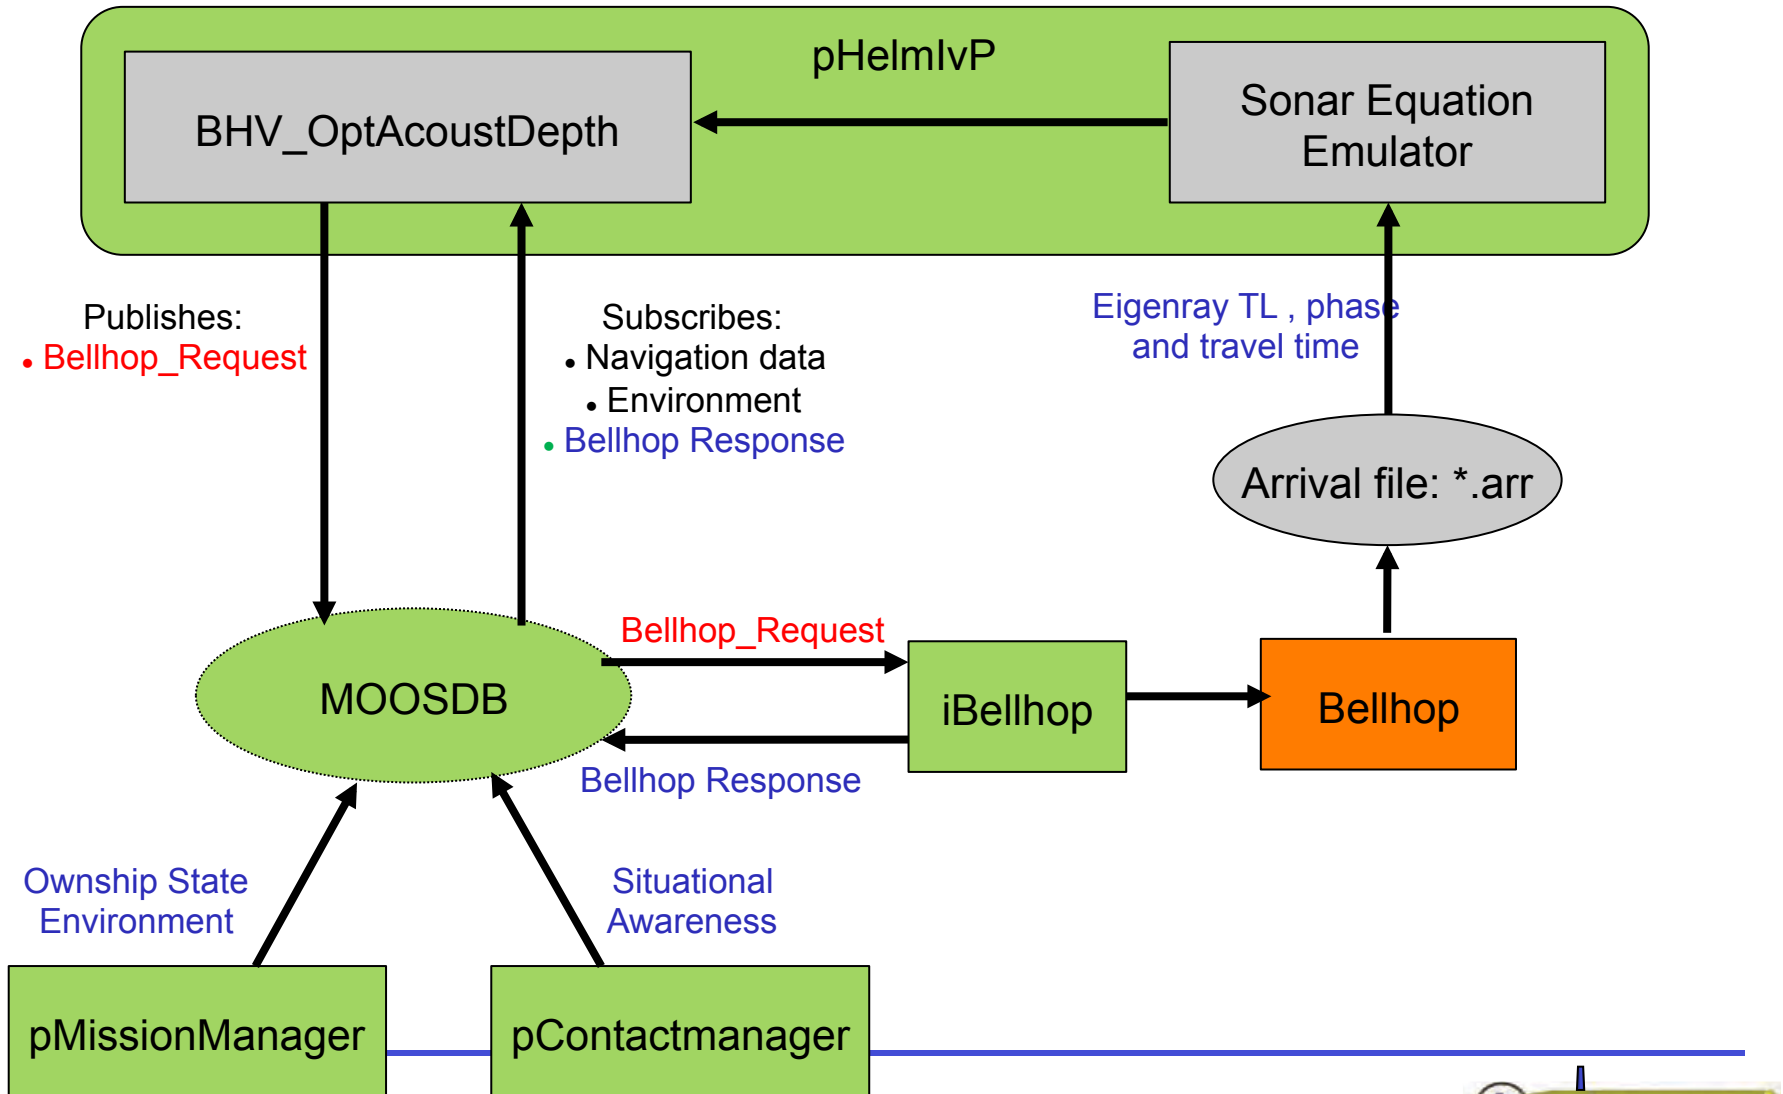 pHelmIvP
BHV_OptAcoustDepth
Sonar Equation
Emulator
Publishes:
• Bellhop_Request
Subscribes:
• Navigation data
• Environment
• Bellhop Response
Eigenray TL , phase
and travel time
Arrival file: *.arr
Bellhop_Request
MOOSDB
iBellhop
Bellhop
Bellhop Response
Ownship State
Environment
Situational
Awareness
pMissionManager
pContactmanager